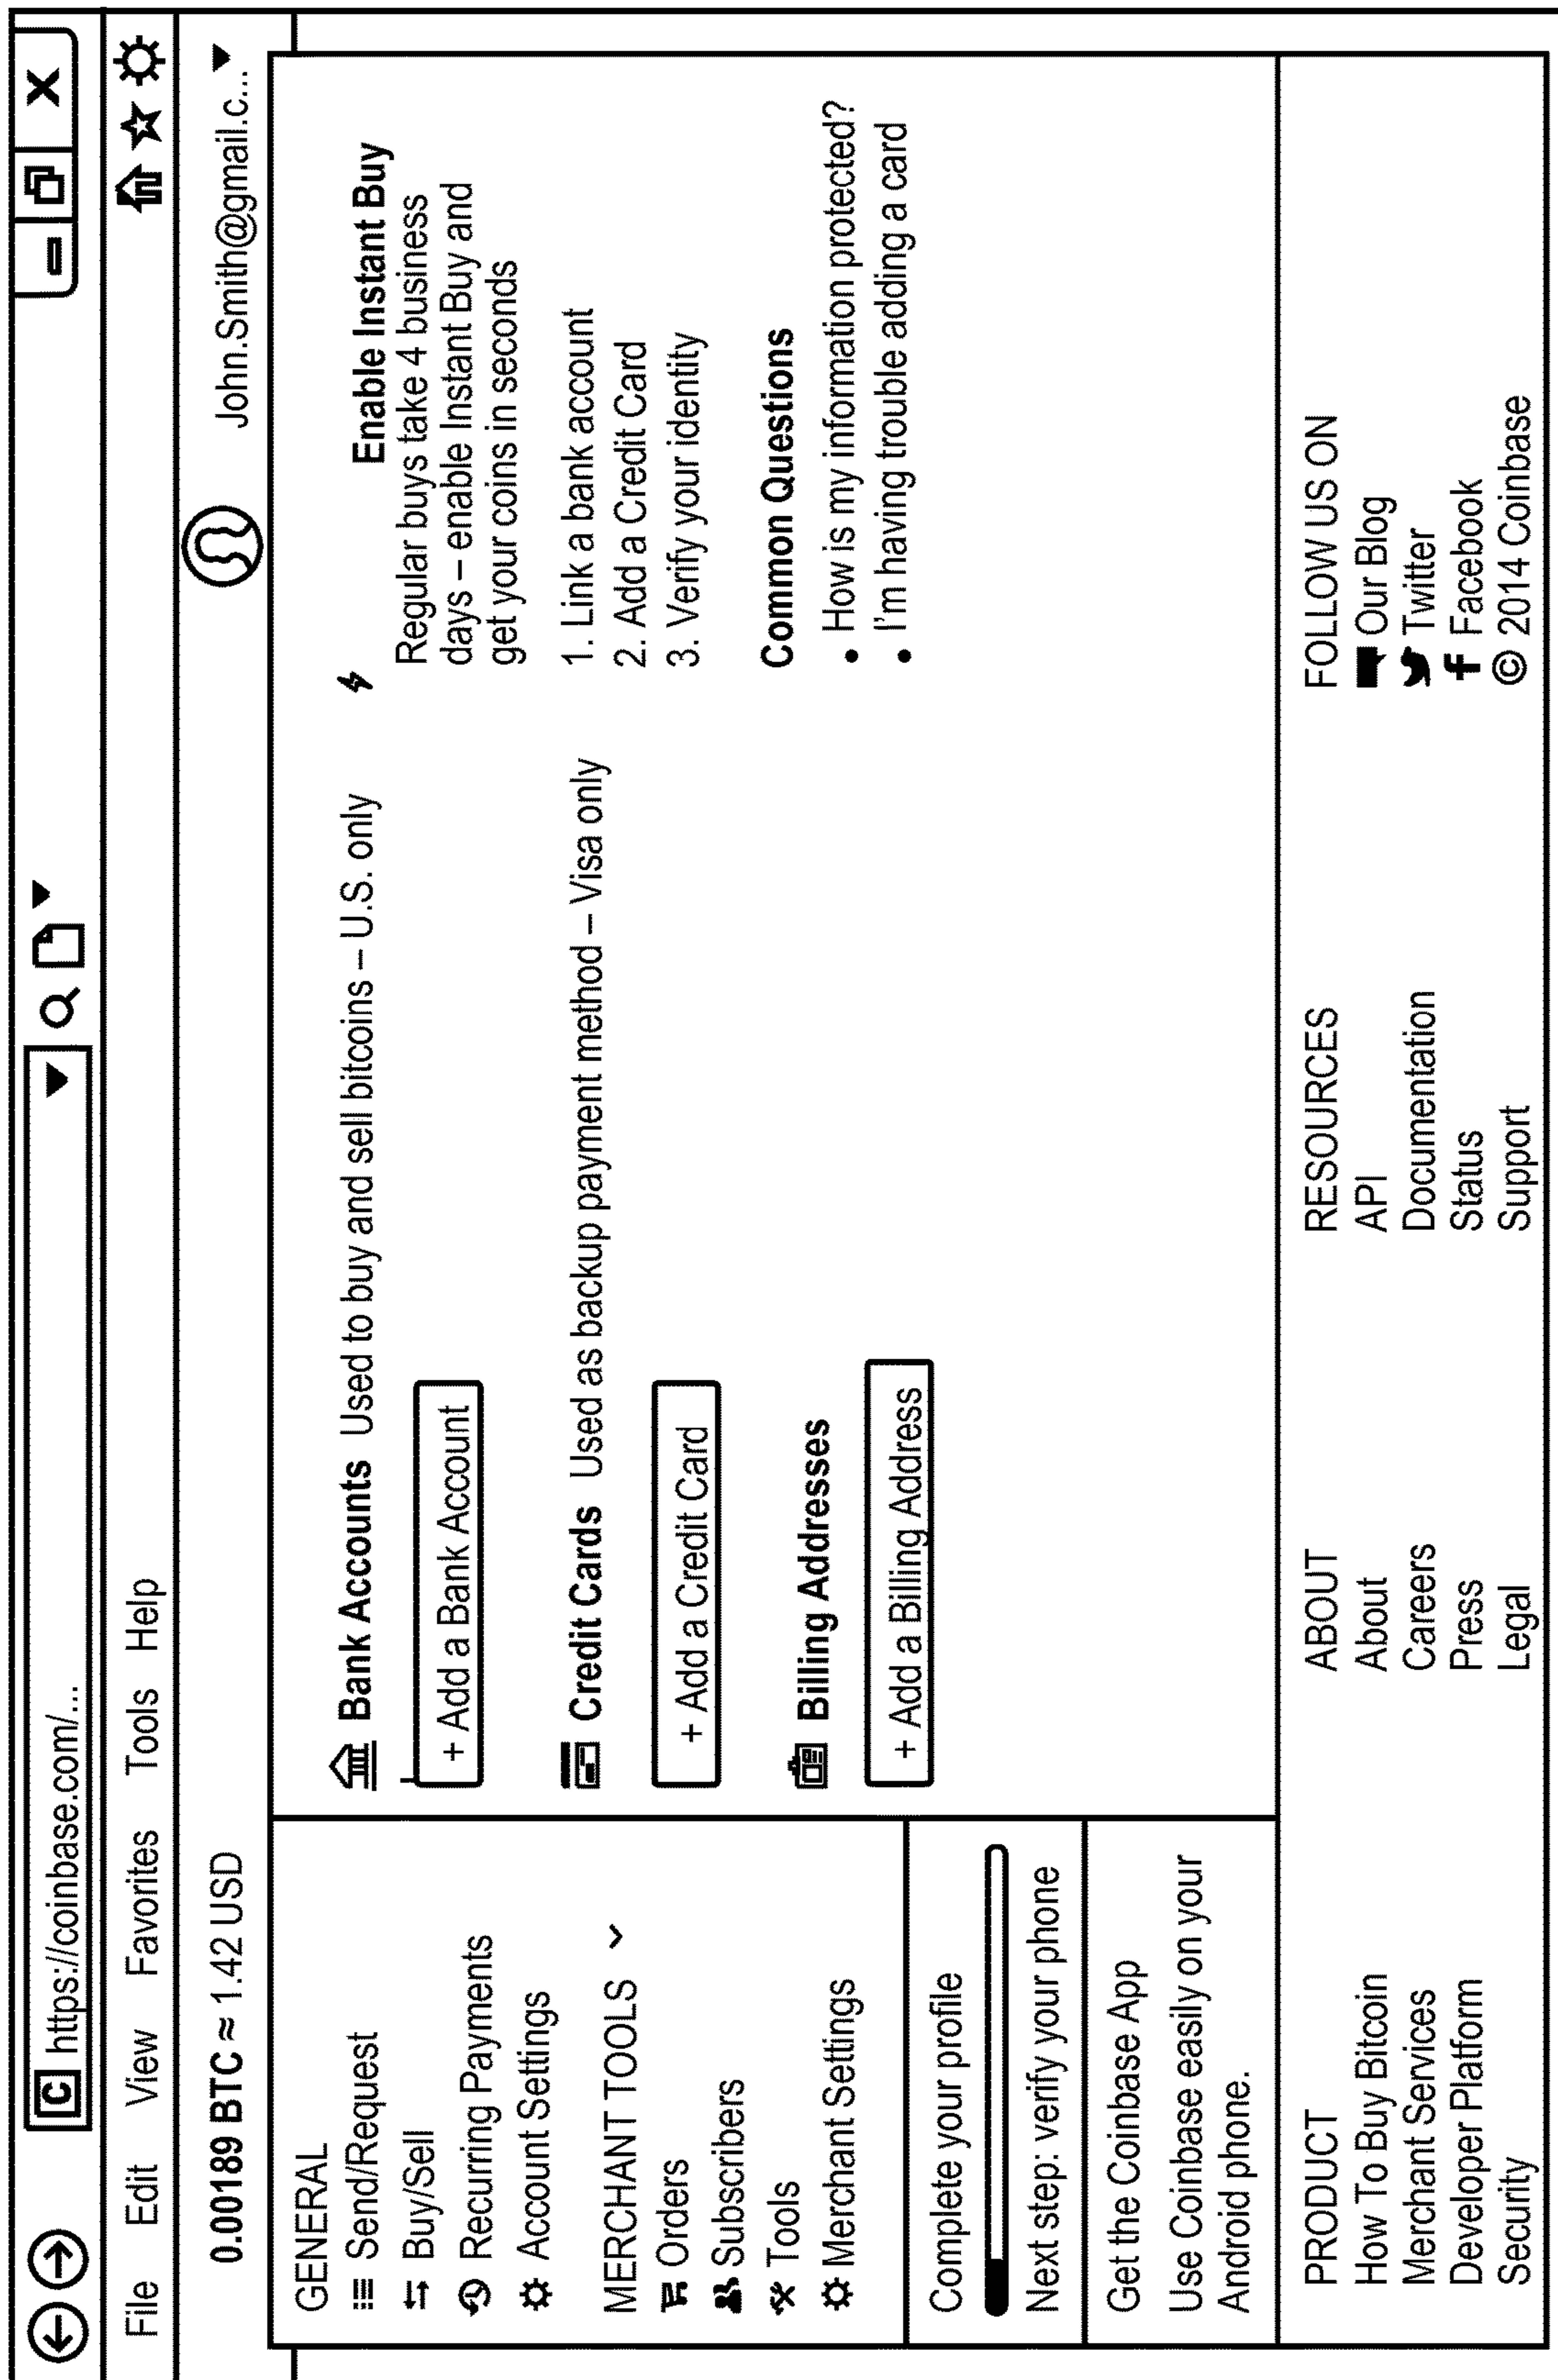 C https://coinbase.com/...
X
File Edit View Favorites Tools Help
0.00189 BTC ≈ 1.42 USD
John.Smith@gmail.c...
GENERAL
Send/Request
Buy/Sell
Recurring Payments
Account Settings
MERCHANT TOOLS
Orders
Subscribers
Tools
Merchant Settings
Complete your profile
Next step: verify your phone
Get the Coinbase App
Use Coinbase easily on your
Android phone.
Bank Accounts Used to buy and sell bitcoins – U.S. only
+ Add a Bank Account
Credit Cards Used as backup payment method – Visa only
+ Add a Credit Card
Billing Addresses
+ Add a Billing Address
Enable Instant Buy
Regular buys take 4 business
days – enable Instant Buy and
get your coins in seconds
1. Link a bank account
2. Add a Credit Card
3. Verify your identity
Common Questions
• How is my information protected?
• I'm having trouble adding a card
PRODUCT
How To Buy Bitcoin
Merchant Services
Developer Platform
Security
ABOUT
About
Careers
Press
Legal
RESOURCES
API
Documentation
Status
Support
FOLLOW US ON
Our Blog
Twitter
f Facebook
© 2014 Coinbase